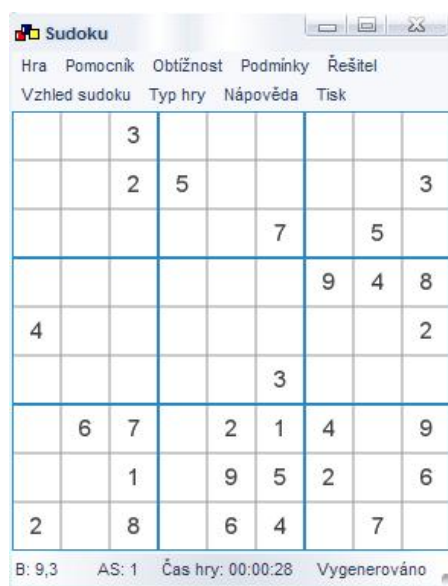 Sudoku
Hra Pomocník Obtížnost Podmínky Řešitel
Vzhled sudoku Typ hry Nápověda Tisk
3
2 5 3
7 5
9 4 8
4 2
3
6 7 2 1 4 9
1 9 5 2 6
2 8 6 4 7
B: 9,3 AS: 1 Čas hry: 00:00:28 Vygenerováno